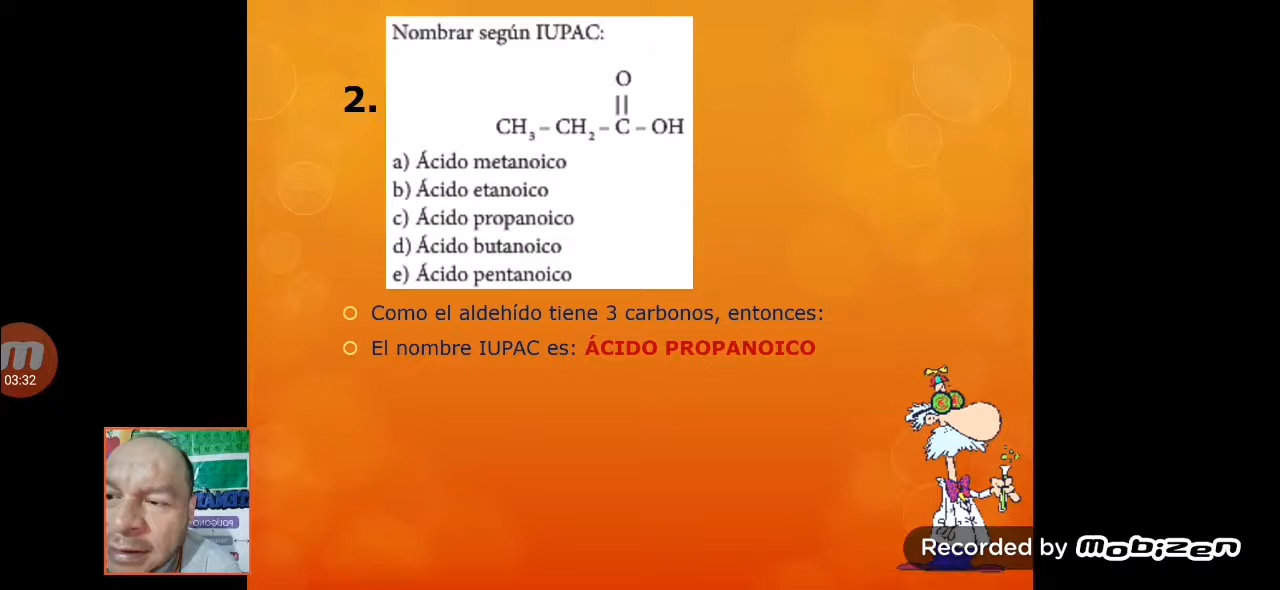 Nombrar según IUPAC:
2.
O
||
CH₃ – CH₂ – C – OH
a) Ácido metanoico
b) Ácido etanoico
c) Ácido propanoico
d) Ácido butanoico
e) Ácido pentanoico
Como el aldehído tiene 3 carbonos, entonces:
El nombre IUPAC es: ÁCIDO PROPANOICO
m
03:32
Recorded by MOBIZEN